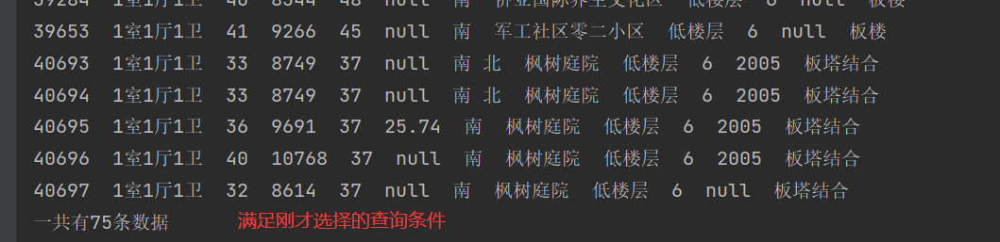 39284 1室1厅1卫 40 8344 48 null 南 侨亚国际养生文化区 低楼层 6 null 板楼
39653 1室1厅1卫 41 9266 45 null 南 军工社区零二小区 低楼层 6 null 板楼
40693 1室1厅1卫 33 8749 37 null 南 北 枫树庭院 低楼层 6 2005 板塔结合
40694 1室1厅1卫 33 8749 37 null 南 北 枫树庭院 低楼层 6 2005 板塔结合
40695 1室1厅1卫 36 9691 37 25.74 南 枫树庭院 低楼层 6 2005 板塔结合
40696 1室1厅1卫 40 10768 37 null 南 枫树庭院 低楼层 6 2005 板塔结合
40697 1室1厅1卫 32 8614 37 null 南 枫树庭院 低楼层 6 null 板塔结合
一共有75条数据 满足刚才选择的查询条件